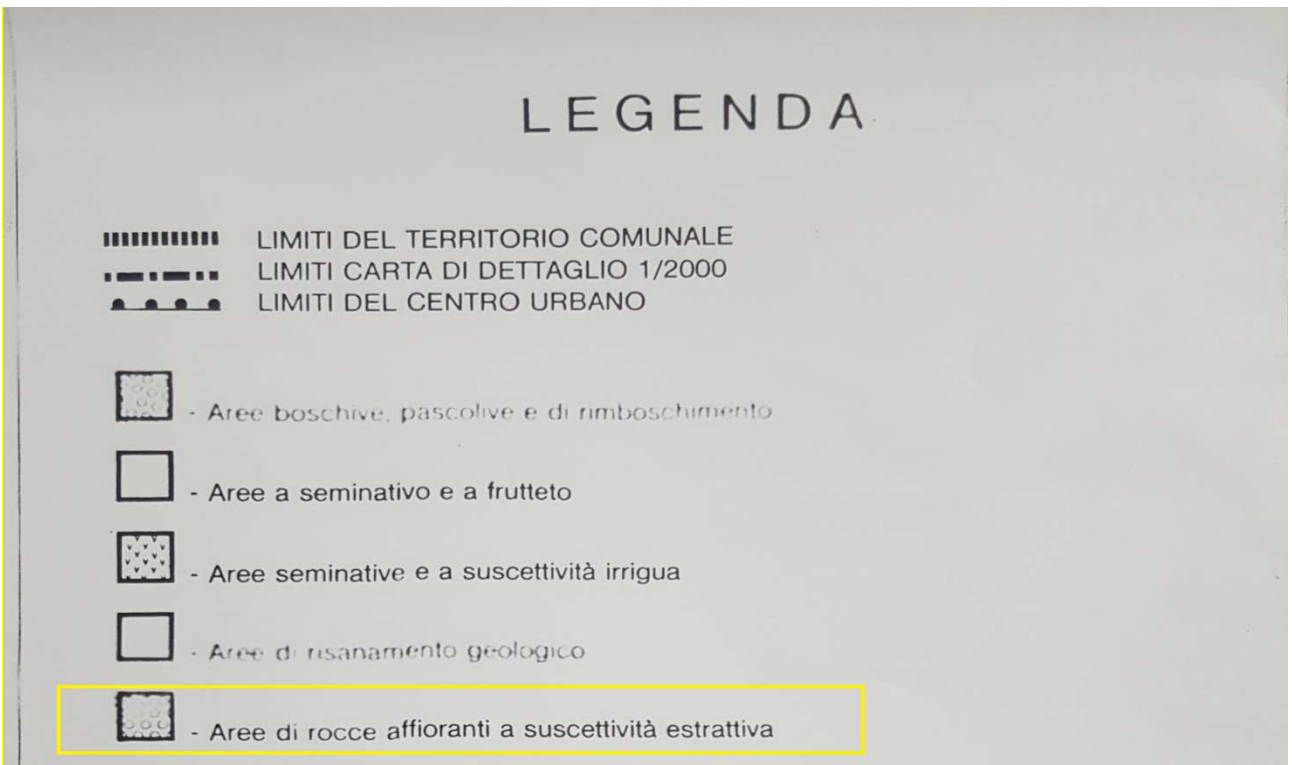 LEGENDA
LIMITI DEL TERRITORIO COMUNALE
LIMITI CARTA DI DETTAGLIO 1/2000
LIMITI DEL CENTRO URBANO
- Aree boschive, pascolive e di rimboschimento
- Aree a seminativo e a frutteto
- Aree seminative e a suscettività irrigua
- Aree di risanamento geologico
- Aree di rocce affioranti a suscettività estrattiva